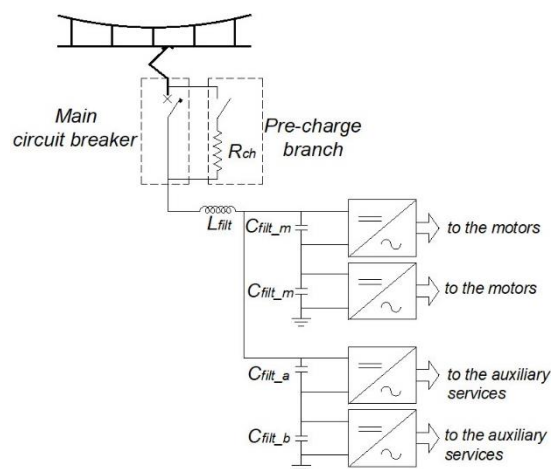 Main
circuit breaker
Pre-charge
branch
Rch
Lfilt
Cfilt_m
to the motors
Cfilt_m
to the motors
Cfilt_a
to the auxiliary
services
Cfilt_b
to the auxiliary
services